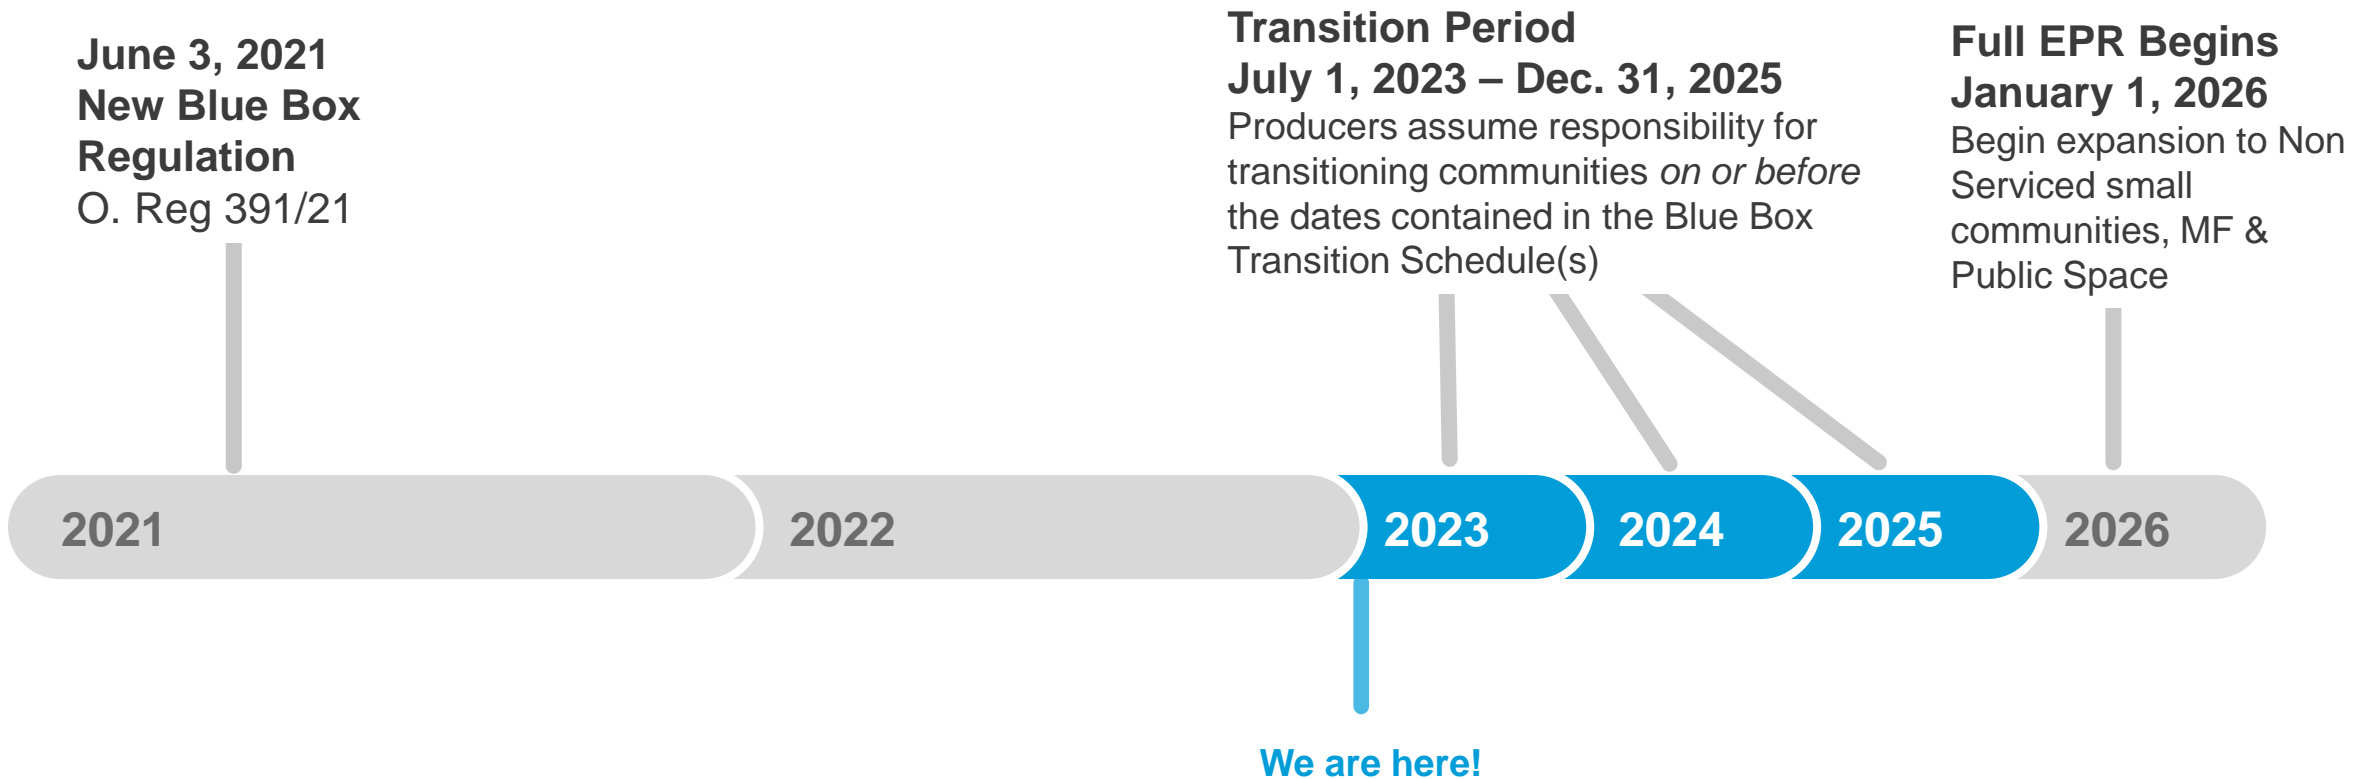 June 3, 2021
New Blue Box
Regulation
O. Reg 391/21
Transition Period
July 1, 2023 – Dec. 31, 2025
Producers assume responsibility for
transitioning communities on or before
the dates contained in the Blue Box
Transition Schedule(s)
Full EPR Begins
January 1, 2026
Begin expansion to Non
Serviced small
communities, MF &
Public Space
2021
2022
2023
2024
2025
2026
We are here!